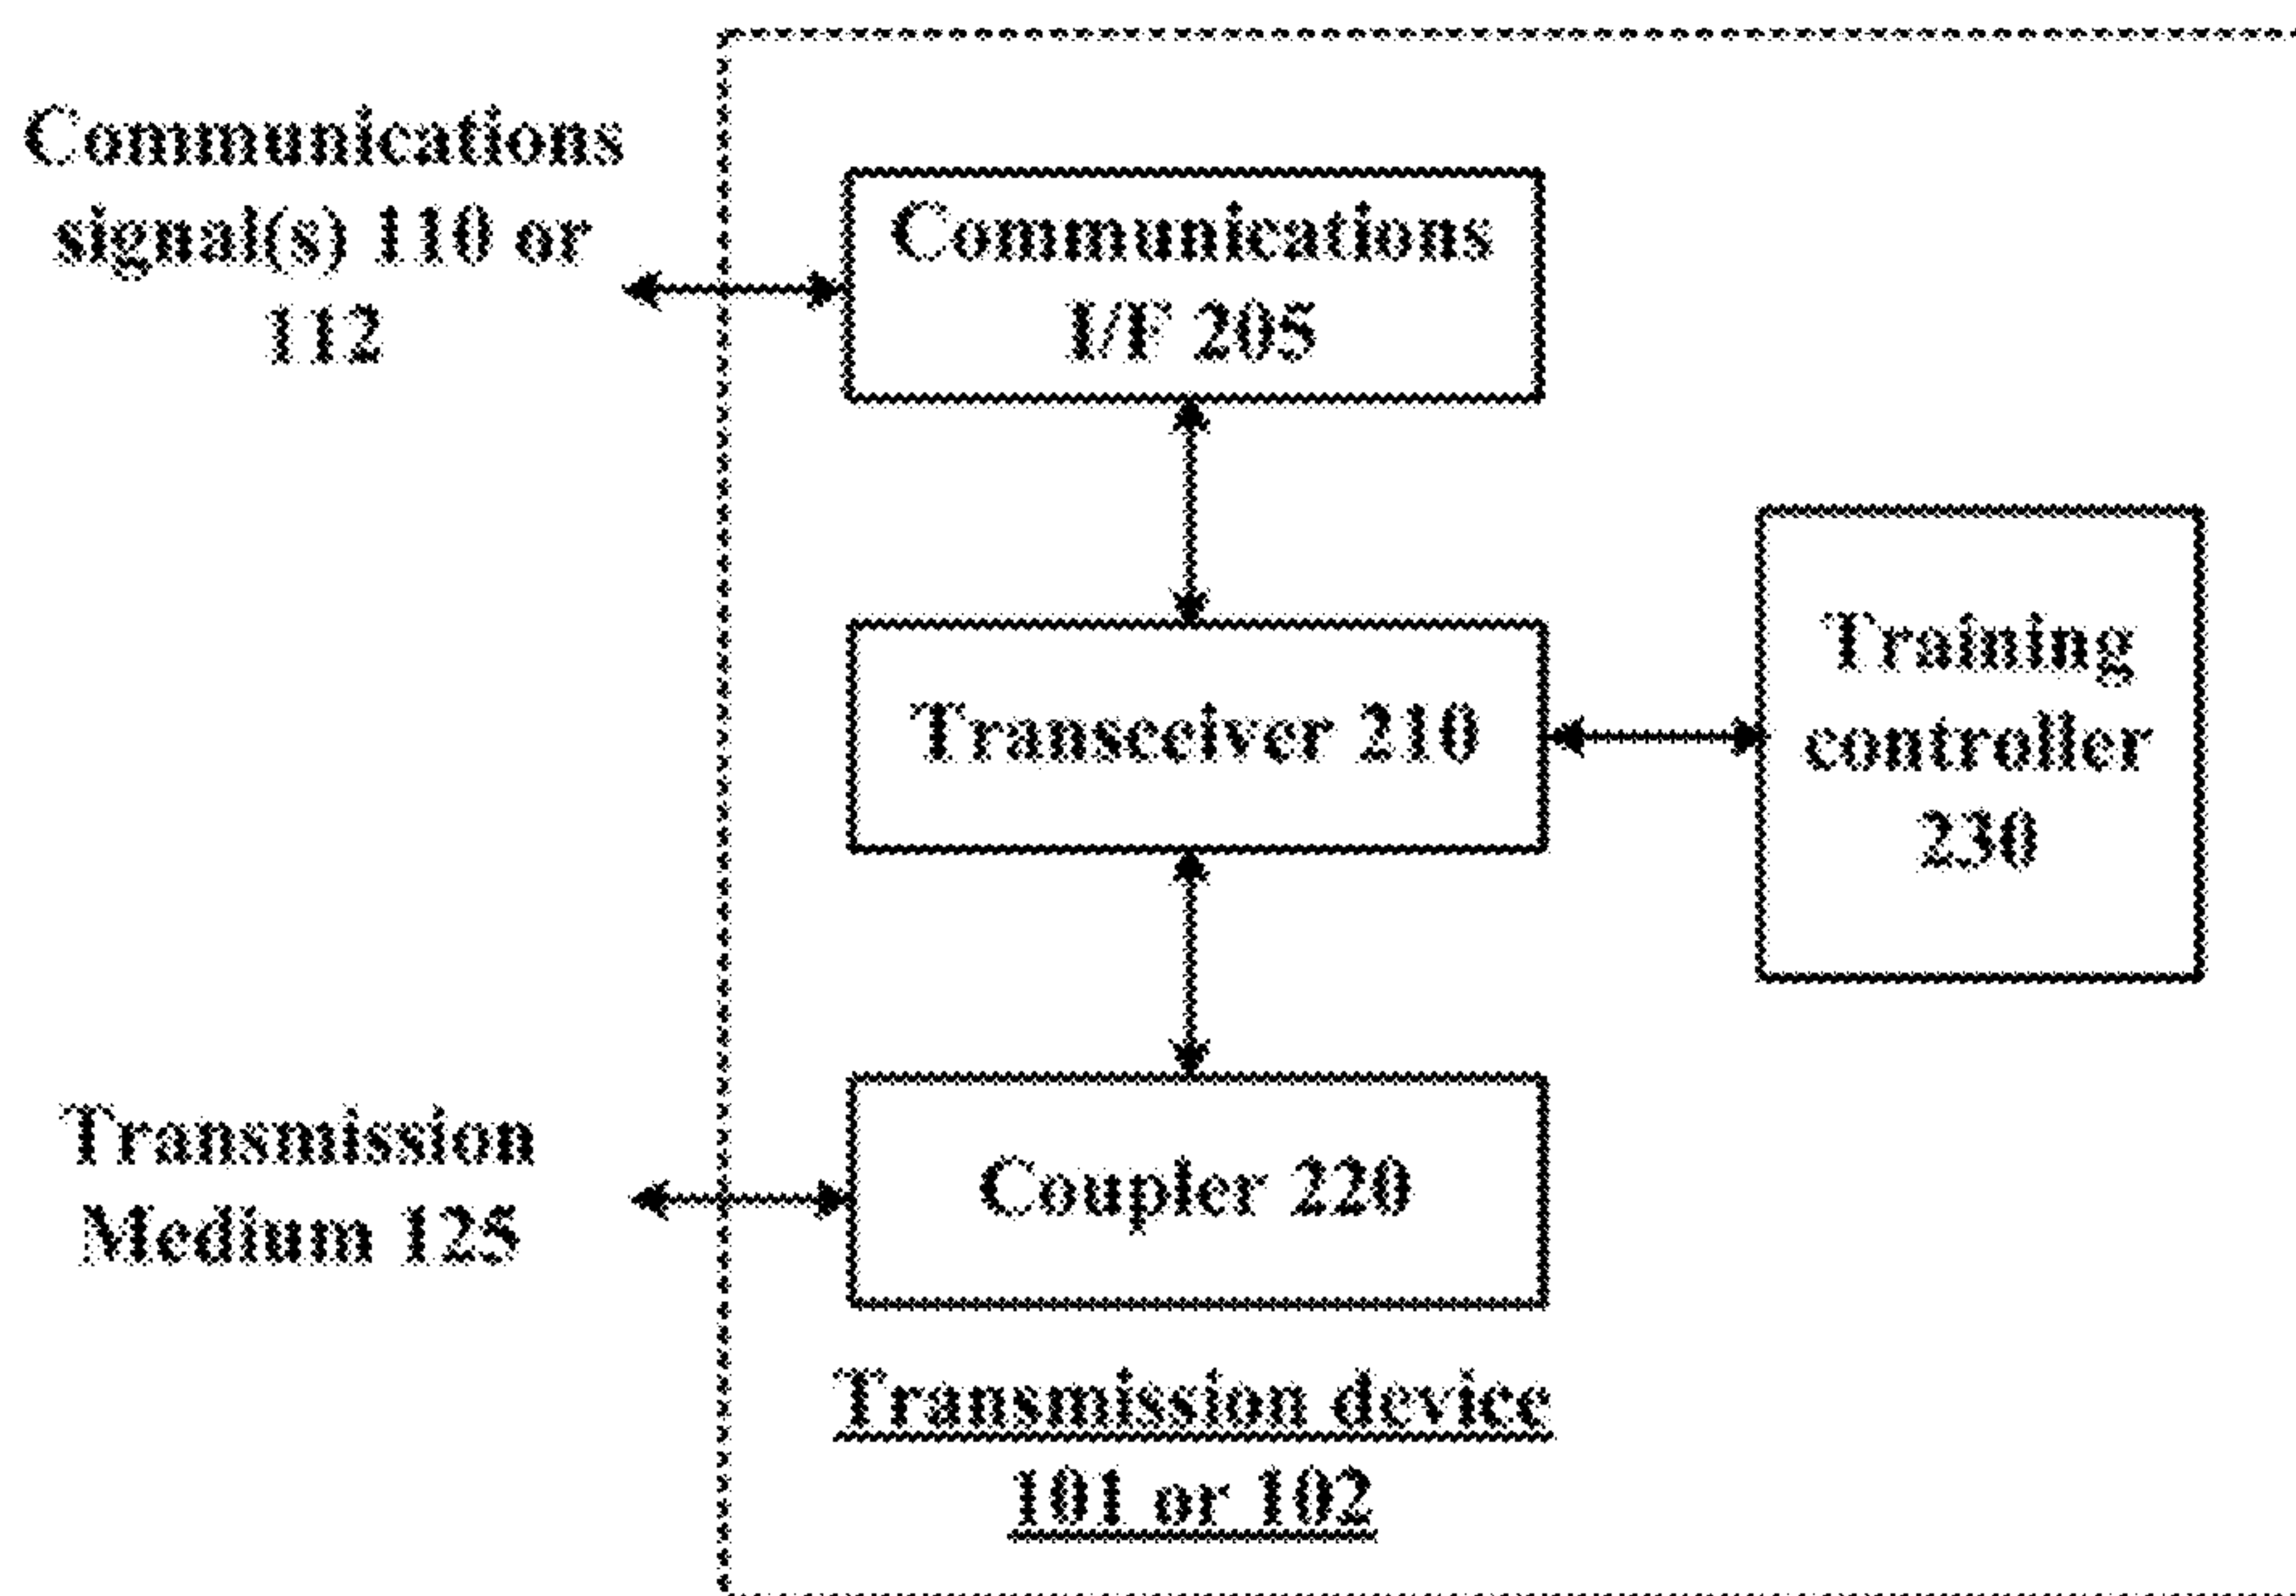 Communications
signal(s) 110 or
112
Communications
I/F 205
Transceiver 210
Training
controller
230
Transmission
Medium 125
Coupler 220
Transmission device
101 or 102